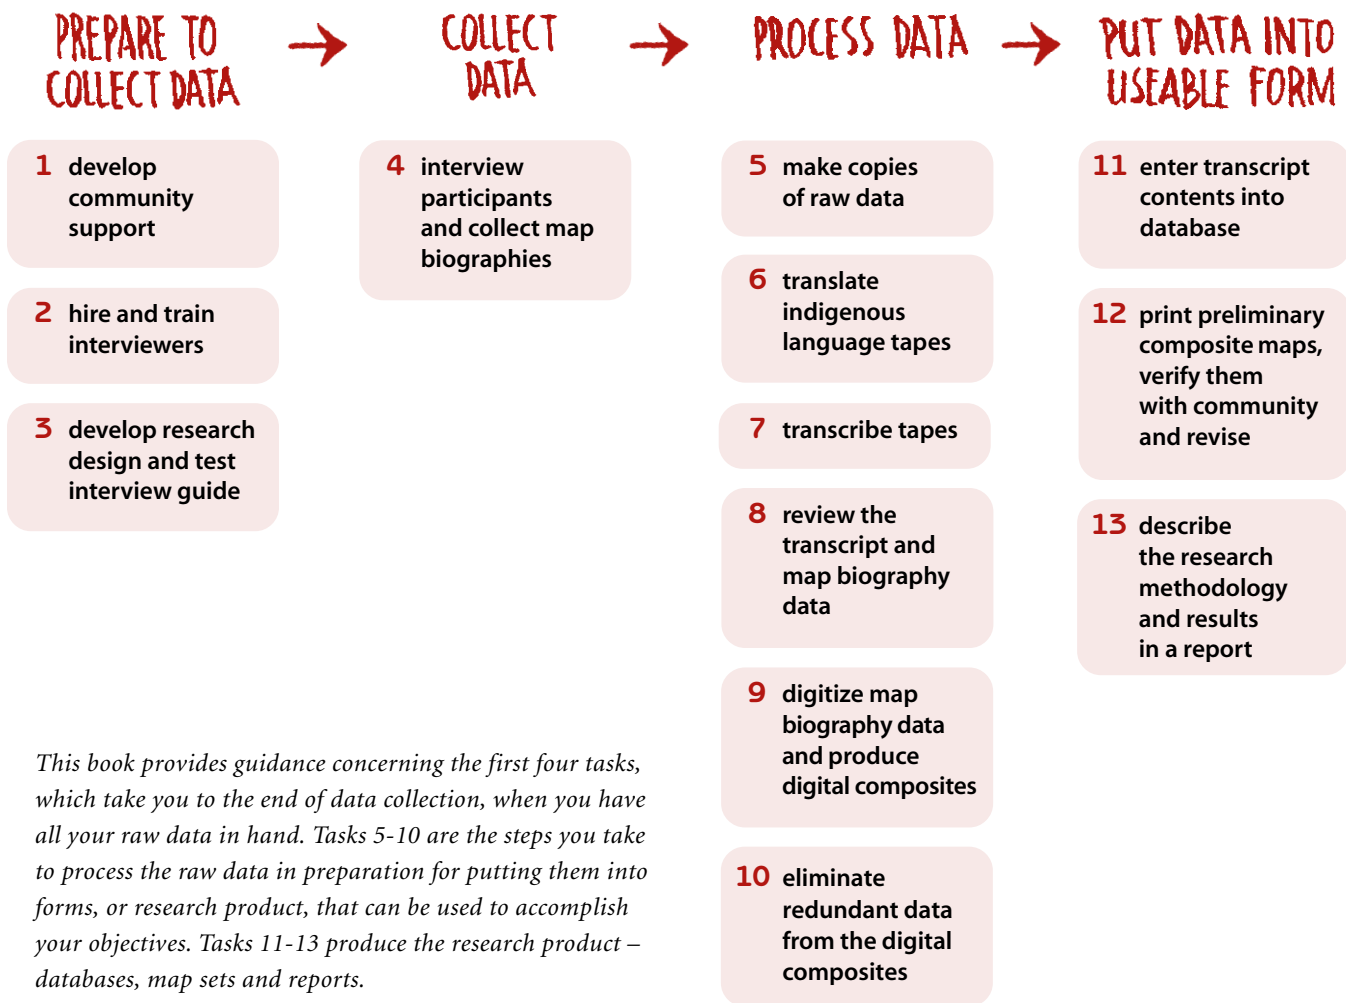 PREPARE TO
COLLECT DATA
COLLECT
DATA
PROCESS DATA
PUT DATA INTO
USEABLE FORM
1 develop
community
support
2 hire and train
interviewers
3 develop research
design and test
interview guide
4 interview
participants
and collect map
biographies
5 make copies
of raw data
6 translate
indigenous
language tapes
7 transcribe tapes
8 review the
transcript and
map biography
data
9 digitize map
biography data
and produce
digital composites
10 eliminate
redundant data
from the digital
composites
11 enter transcript
contents into
database
12 print preliminary
composite maps,
verify them
with community
and revise
13 describe
the research
methodology
and results
in a report
This book provides guidance concerning the first four tasks,
which take you to the end of data collection, when you have
all your raw data in hand. Tasks 5-10 are the steps you take
to process the raw data in preparation for putting them into
forms, or research product, that can be used to accomplish
your objectives. Tasks 11-13 produce the research product –
databases, map sets and reports.